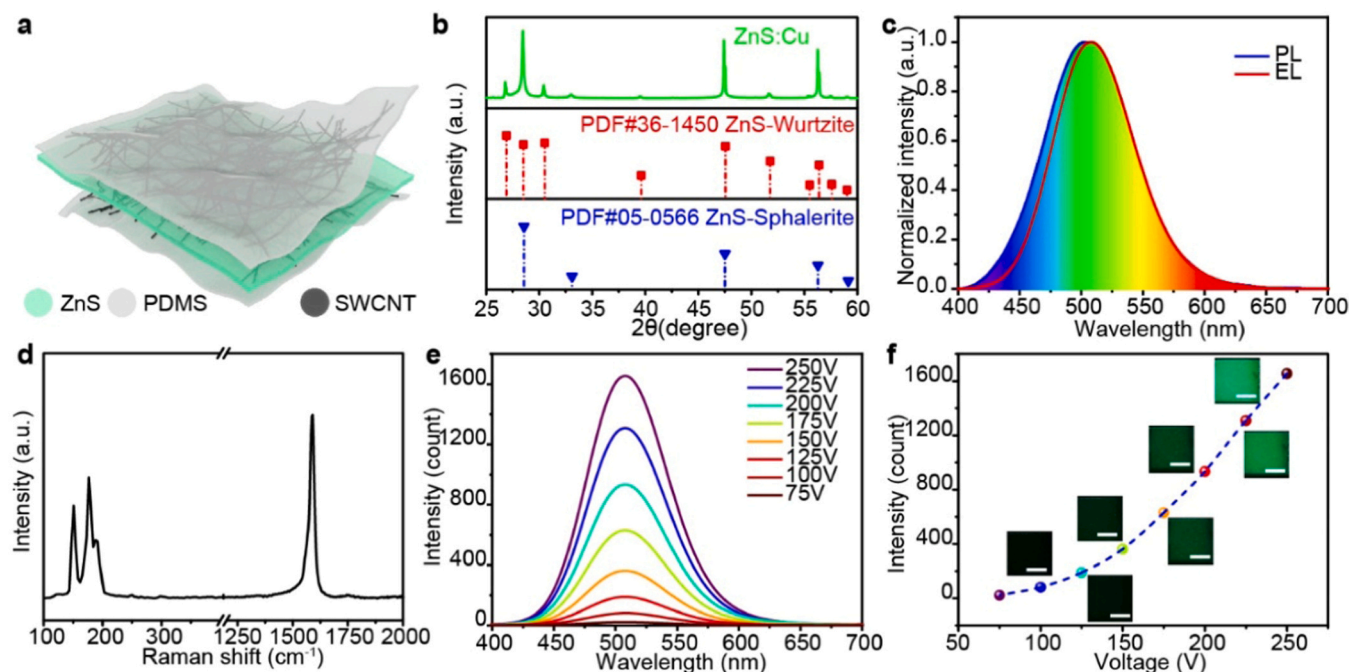 a
ZnS PDMS SWCNT
b
Intensity (a.u.)
ZnS:Cu
PDF#36-1450 ZnS-Wurtzite
PDF#05-0566 ZnS-Sphalerite
25 30 35 40 45 50 55 60
2θ(degree)
c
Normalized intensity (a.u.)
1.0
0.8
0.6
0.4
0.2
0.0
PL
EL
400 450 500 550 600 650 700
Wavelength (nm)
d
Intensity (a.u.)
100 200 300 1250 1500 1750 2000
Raman shift (cm⁻¹)
e
Intensity (count)
1600
1200
800
400
0
250V
225V
200V
175V
150V
125V
100V
75V
400 450 500 550 600 650 700
Wavelength (nm)
f
Intensity (count)
1600
1200
800
400
0
50 100 150 200 250
Voltage (V)